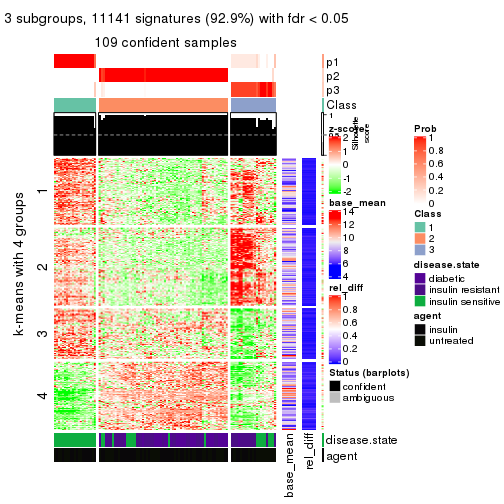 3 subgroups, 11141 signatures (92.9%) with fdr < 0.05
109 confident samples
p1
p2
p3
Class
1
0
Silhouette
score
k-means with 4 groups
1
2
3
4
z-score
2
1
0
-1
-2
base_mean
14
12
10
8
6
4
rel_diff
1
0.8
0.6
0.4
0.2
0
Status (barplots)
confident
ambiguous
Prob
1
0.8
0.6
0.4
0.2
0
Class
1
2
3
disease.state
diabetic
insulin resistant
insulin sensitive
agent
insulin
untreated
disease.state
agent
base_mean
rel_diff